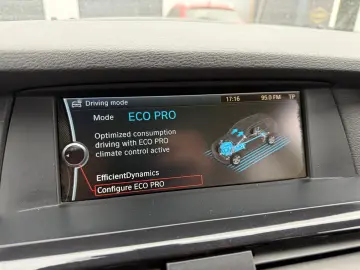 Driving mode 17:16 95.0 FM TP
Mode ECO PRO
Optimized consumption
driving with ECO PRO
climate control active
EfficientDynamics
Configure ECO PRO